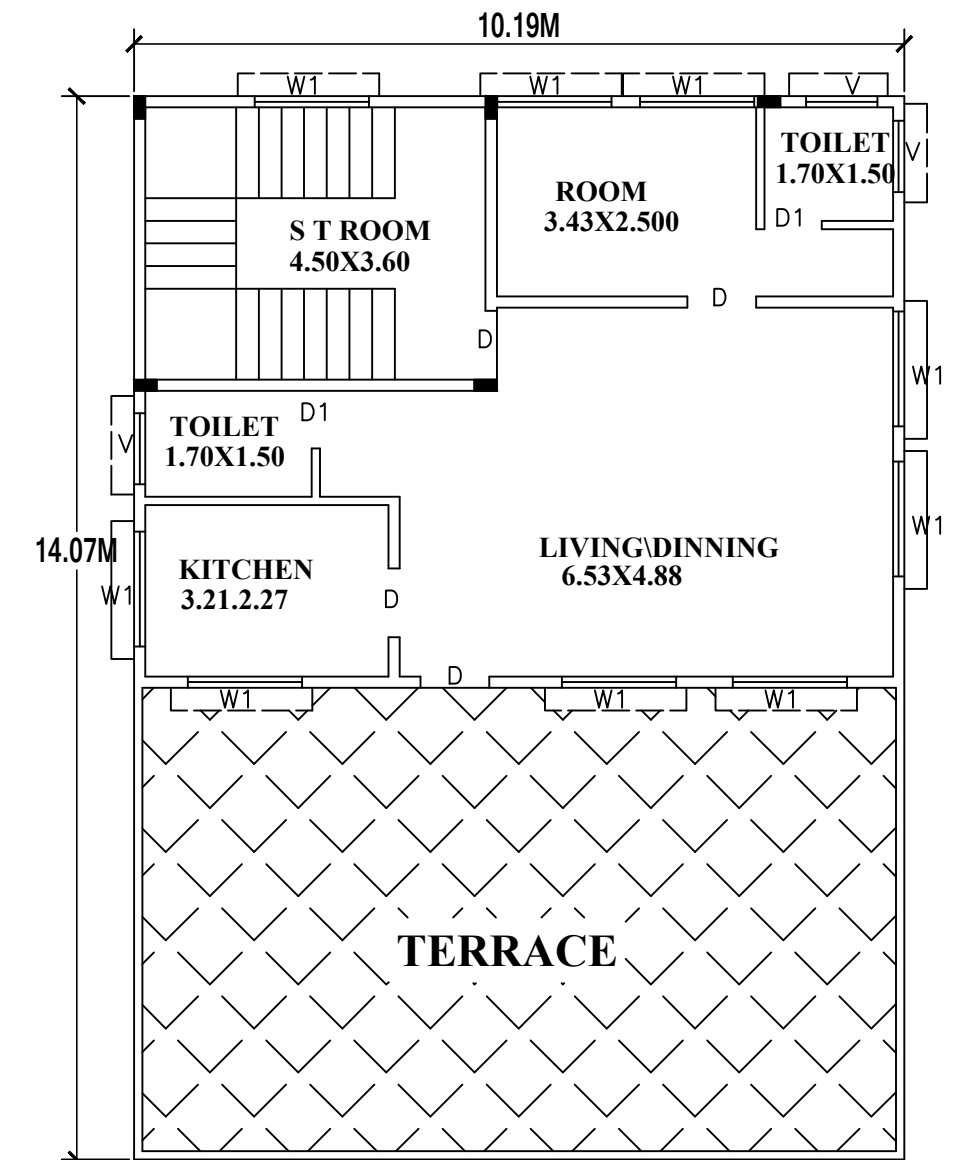 10.19M
W1
W1
W1
V
TOILET
1.70X1.50
V
ROOM
3.43X2.500
D1
S T ROOM
4.50X3.60
D
D
W1
D1
TOILET
1.70X1.50
V
W1
14.07M
LIVING\DINNING
6.53X4.88
KITCHEN
3.21.2.27
W1
D
D
W1
W1
W1
TERRACE